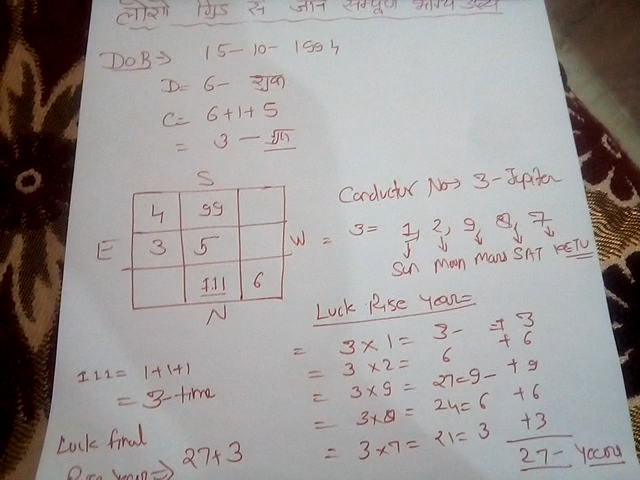 लोशो ग्रिड से जाने सम्पूर्ण भाग्य उदय
DOB⇒ 15-10-1994
D= 6- शुक्र
C= 6+1+5
= 3 - गुरु
S
4 99
E 3 5 W
111 6
N
Conductor No→ 3-Jupiter
= 3= 1, 2, 9, 8, 7
Sun Moon Mars SAT KETU
Luck Rise Year=
= 3×1= 3- ⇒ 3
= 3×2= 6 +6
= 3×9= 27=9- +9
= 3×8= 24=6 +6
= 3×7= 21=3 +3
27- Years
111= 1+1+1
= 3-time
Luck final
Rise Year⇒ 27+3